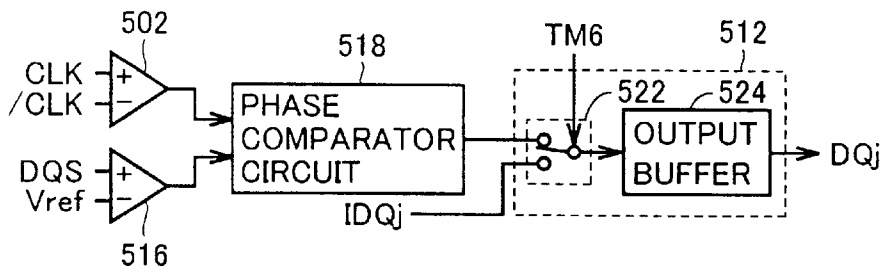 502
518
TM6
512
CLK
+
/CLK
−
PHASE
COMPARATOR
CIRCUIT
522
524
OUTPUT
BUFFER
DQj
DQS
+
Vref
−
IDQj
516